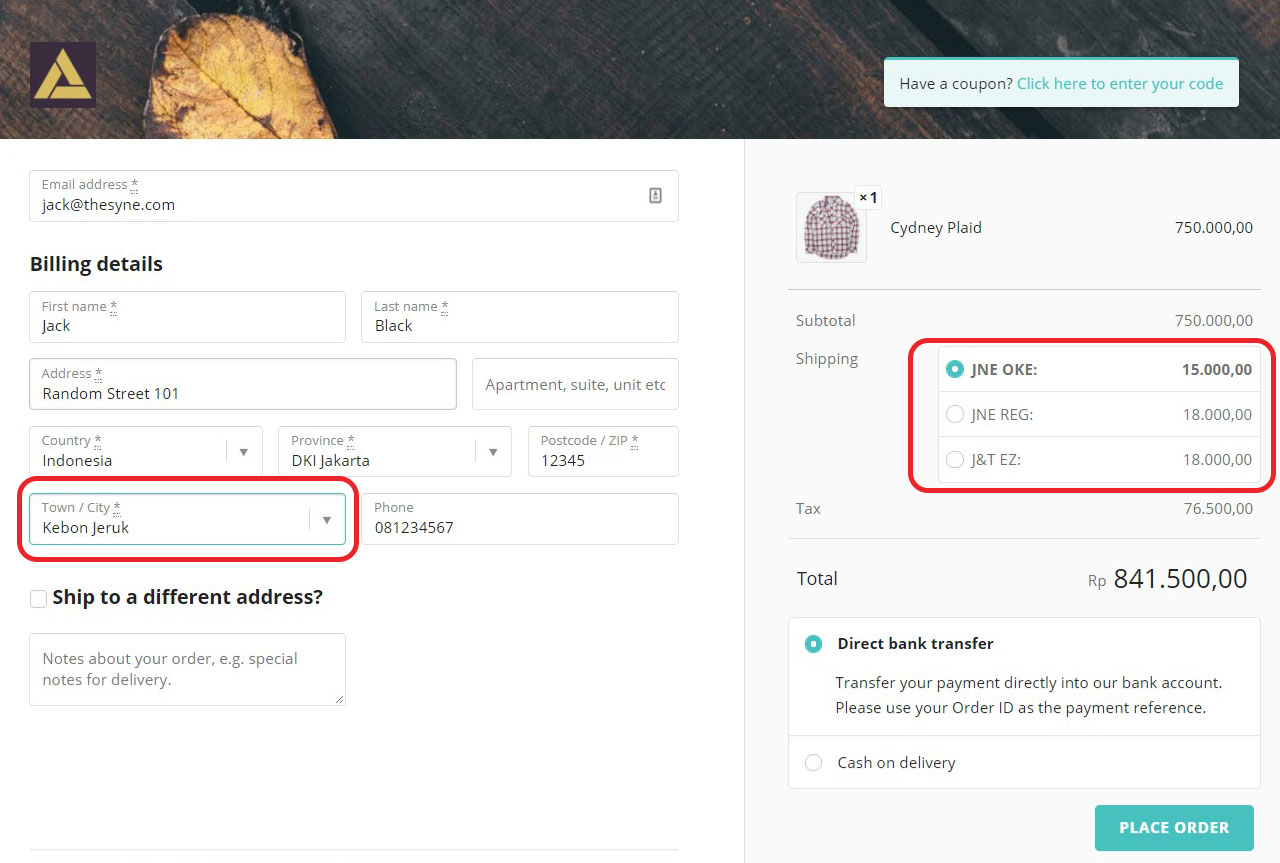 Have a coupon? Click here to enter your code
Email address *
jack@thesyne.com
Billing details
First name *
Jack
Last name *
Black
Address *
Random Street 101
Apartment, suite, unit etc
Country *
Indonesia
Province *
DKI Jakarta
Postcode / ZIP *
12345
Town / City *
Kebon Jeruk
Phone
081234567
Ship to a different address?
Notes about your order, e.g. special
notes for delivery.
× 1
Cydney Plaid 750.000,00
Subtotal 750.000,00
Shipping
JNE OKE: 15.000,00
JNE REG: 18.000,00
J&T EZ: 18.000,00
Tax 76.500,00
Total Rp 841.500,00
Direct bank transfer
Transfer your payment directly into our bank account.
Please use your Order ID as the payment reference.
Cash on delivery
PLACE ORDER